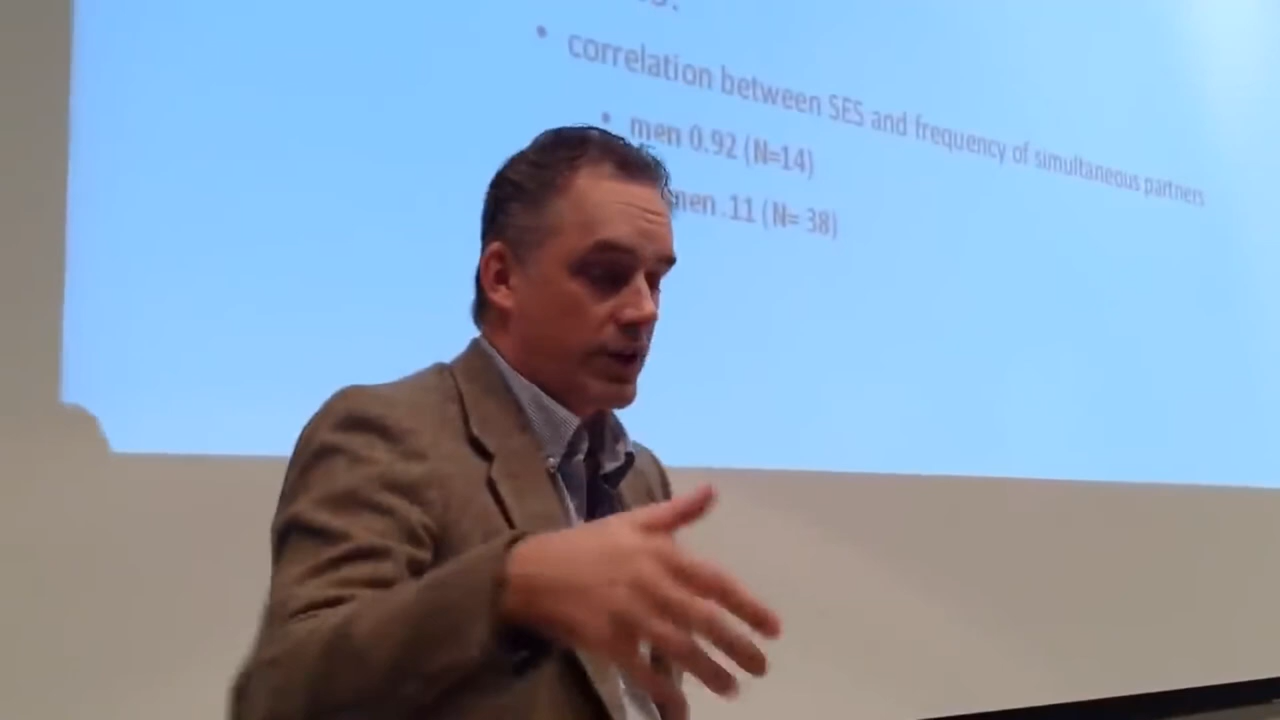 • correlation between SES and frequency of simultaneous partners
• men 0.92 (N=14)
men .11 (N= 38)